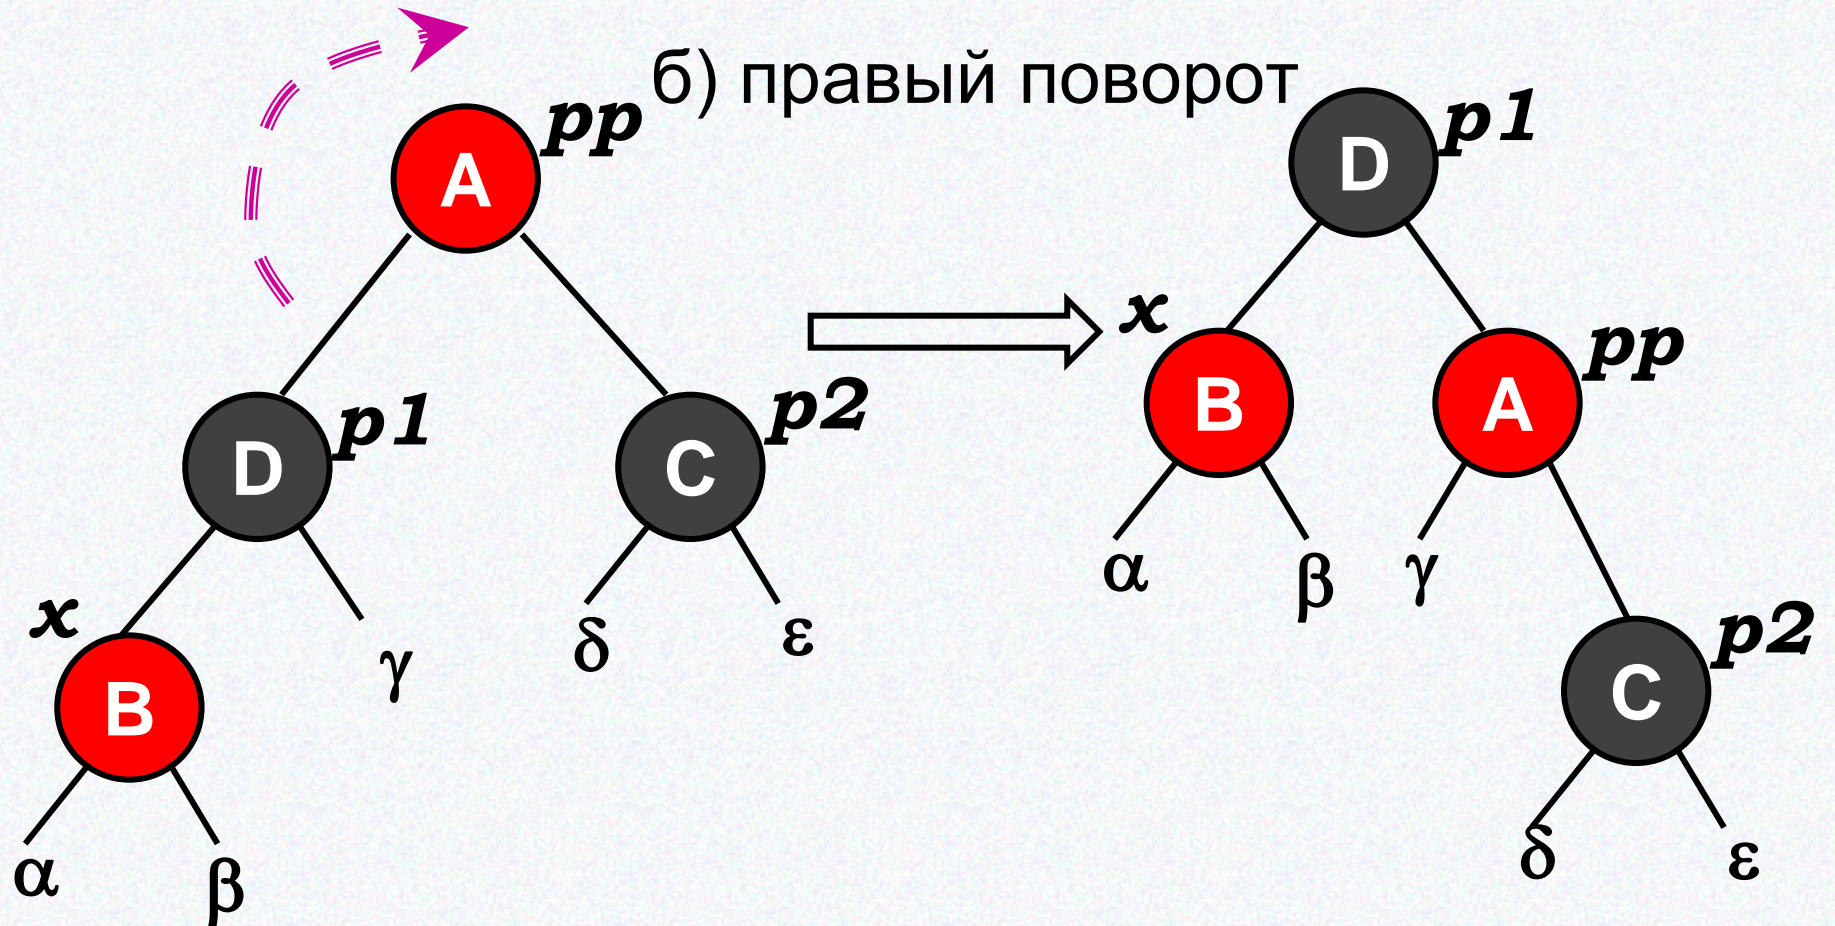 б) правый поворот
A pp
D p1
C p2
x
B
γ
δ
ε
α
β
D p1
x
B
A pp
α
β
γ
C p2
δ
ε